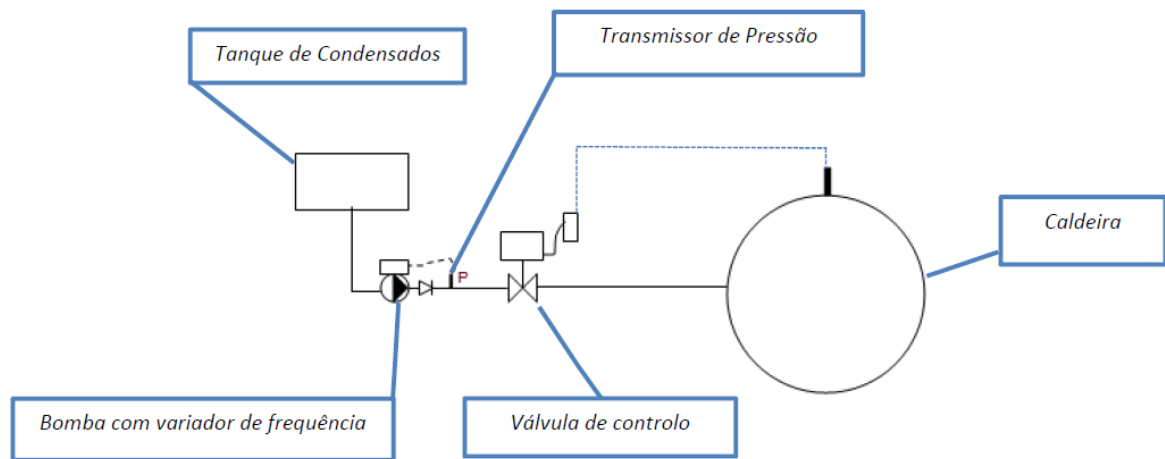 Transmissor de Pressão
Tanque de Condensados
Caldeira
P
Bomba com variador de frequência
Válvula de controlo